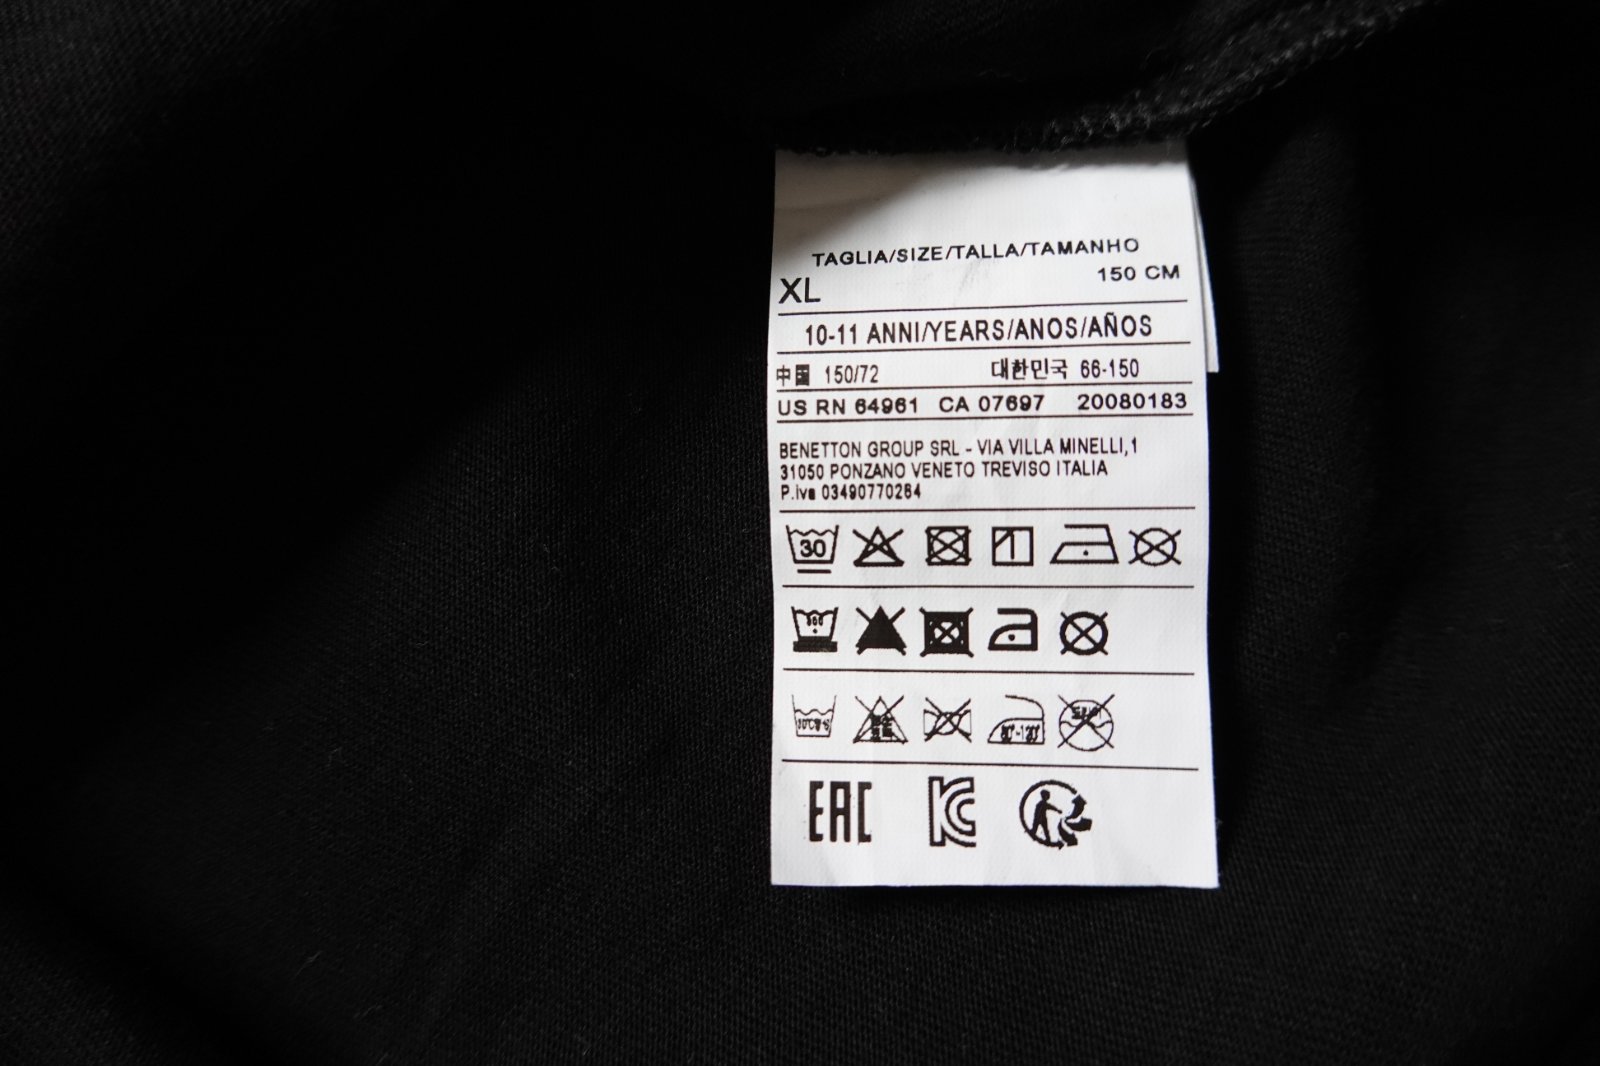 TAGLIA/SIZE/TALLA/TAMANHO
XL 150 CM
10-11 ANNI/YEARS/ANOS/AÑOS
中国 150/72 대한민국 66-150
US RN 64961 CA 07697 20080183
BENETTON GROUP SRL - VIA VILLA MINELLI,1
31050 PONZANO VENETO TREVISO ITALIA
P.iva 03490770264
30
EAC KC